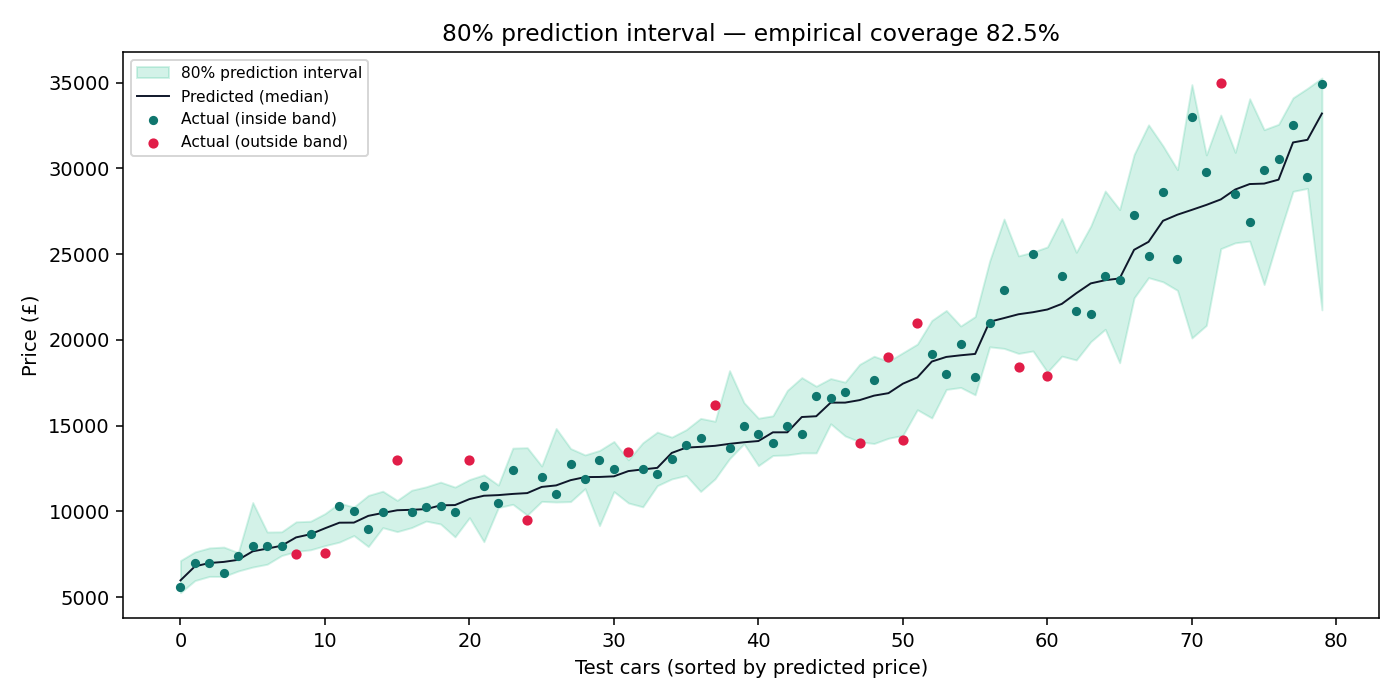 80% prediction interval — empirical coverage 82.5%
80% prediction interval
Predicted (median)
Actual (inside band)
Actual (outside band)
35000
30000
25000
20000
15000
10000
5000
Price (£)
0 10 20 30 40 50 60 70 80
Test cars (sorted by predicted price)